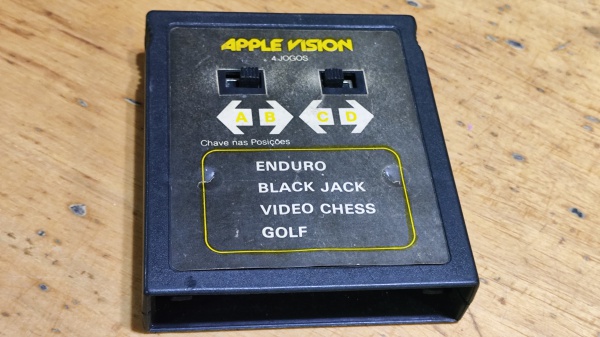 APPLE VISION
4 JOGOS
A B C D
Chave nas Posições
ENDURO
BLACK JACK
VIDEO CHESS
GOLF